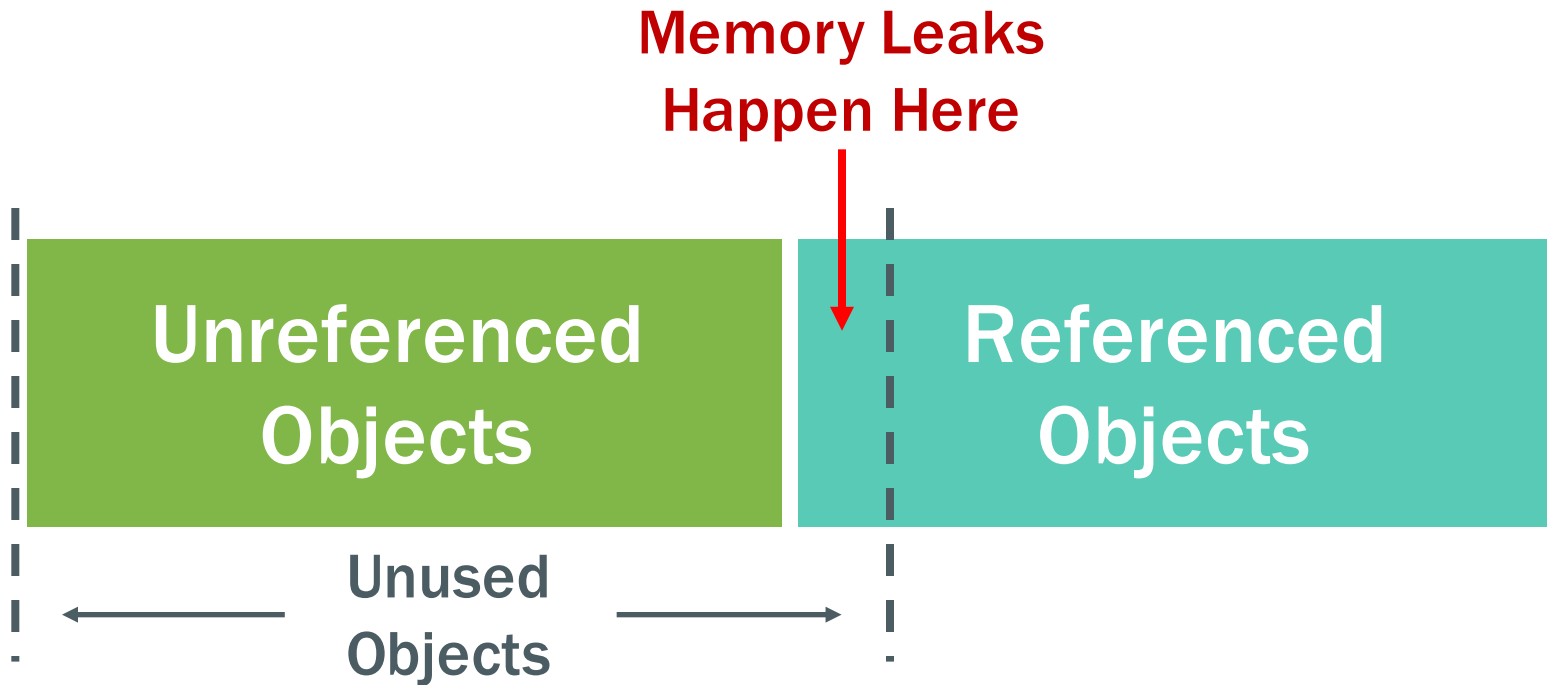 Memory Leaks
Happen Here
Unreferenced
Objects
Referenced
Objects
Unused
Objects